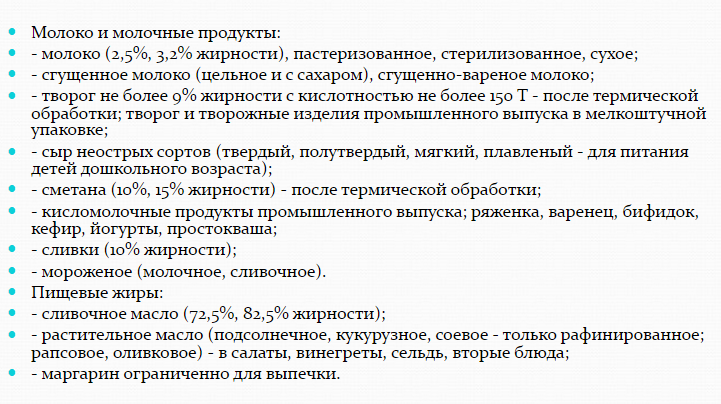 Молоко и молочные продукты:
- молоко (2,5%, 3,2% жирности), пастеризованное, стерилизованное, сухое;
- сгущенное молоко (цельное и с сахаром), сгущенно-вареное молоко;
- творог не более 9% жирности с кислотностью не более 150 Т - после термической
обработки; творог и творожные изделия промышленного выпуска в мелкоштучной
упаковке;
- сыр неострых сортов (твердый, полутвердый, мягкий, плавленый - для питания
детей дошкольного возраста);
- сметана (10%, 15% жирности) - после термической обработки;
- кисломолочные продукты промышленного выпуска; ряженка, варенец, бифидок,
кефир, йогурты, простокваша;
- сливки (10% жирности);
- мороженое (молочное, сливочное).
Пищевые жиры:
- сливочное масло (72,5%, 82,5% жирности);
- растительное масло (подсолнечное, кукурузное, соевое - только рафинированное;
рапсовое, оливковое) - в салаты, винегреты, сельдь, вторые блюда;
- маргарин ограниченно для выпечки.